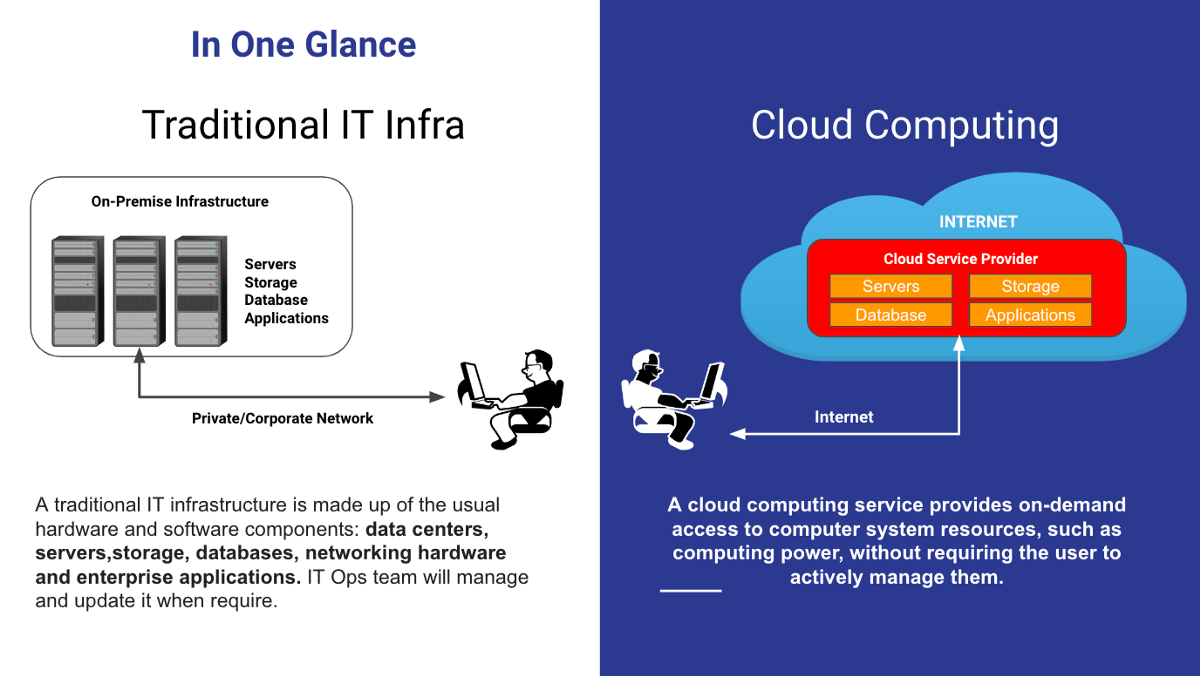 In One Glance
Traditional IT Infra
On-Premise Infrastructure
Servers
Storage
Database
Applications
Private/Corporate Network
A traditional IT infrastructure is made up of the usual
hardware and software components: data centers,
servers,storage, databases, networking hardware
and enterprise applications. IT Ops team will manage
and update it when require.
Cloud Computing
INTERNET
Cloud Service Provider
Servers
Storage
Database
Applications
Internet
A cloud computing service provides on-demand
access to computer system resources, such as
computing power, without requiring the user to
actively manage them.